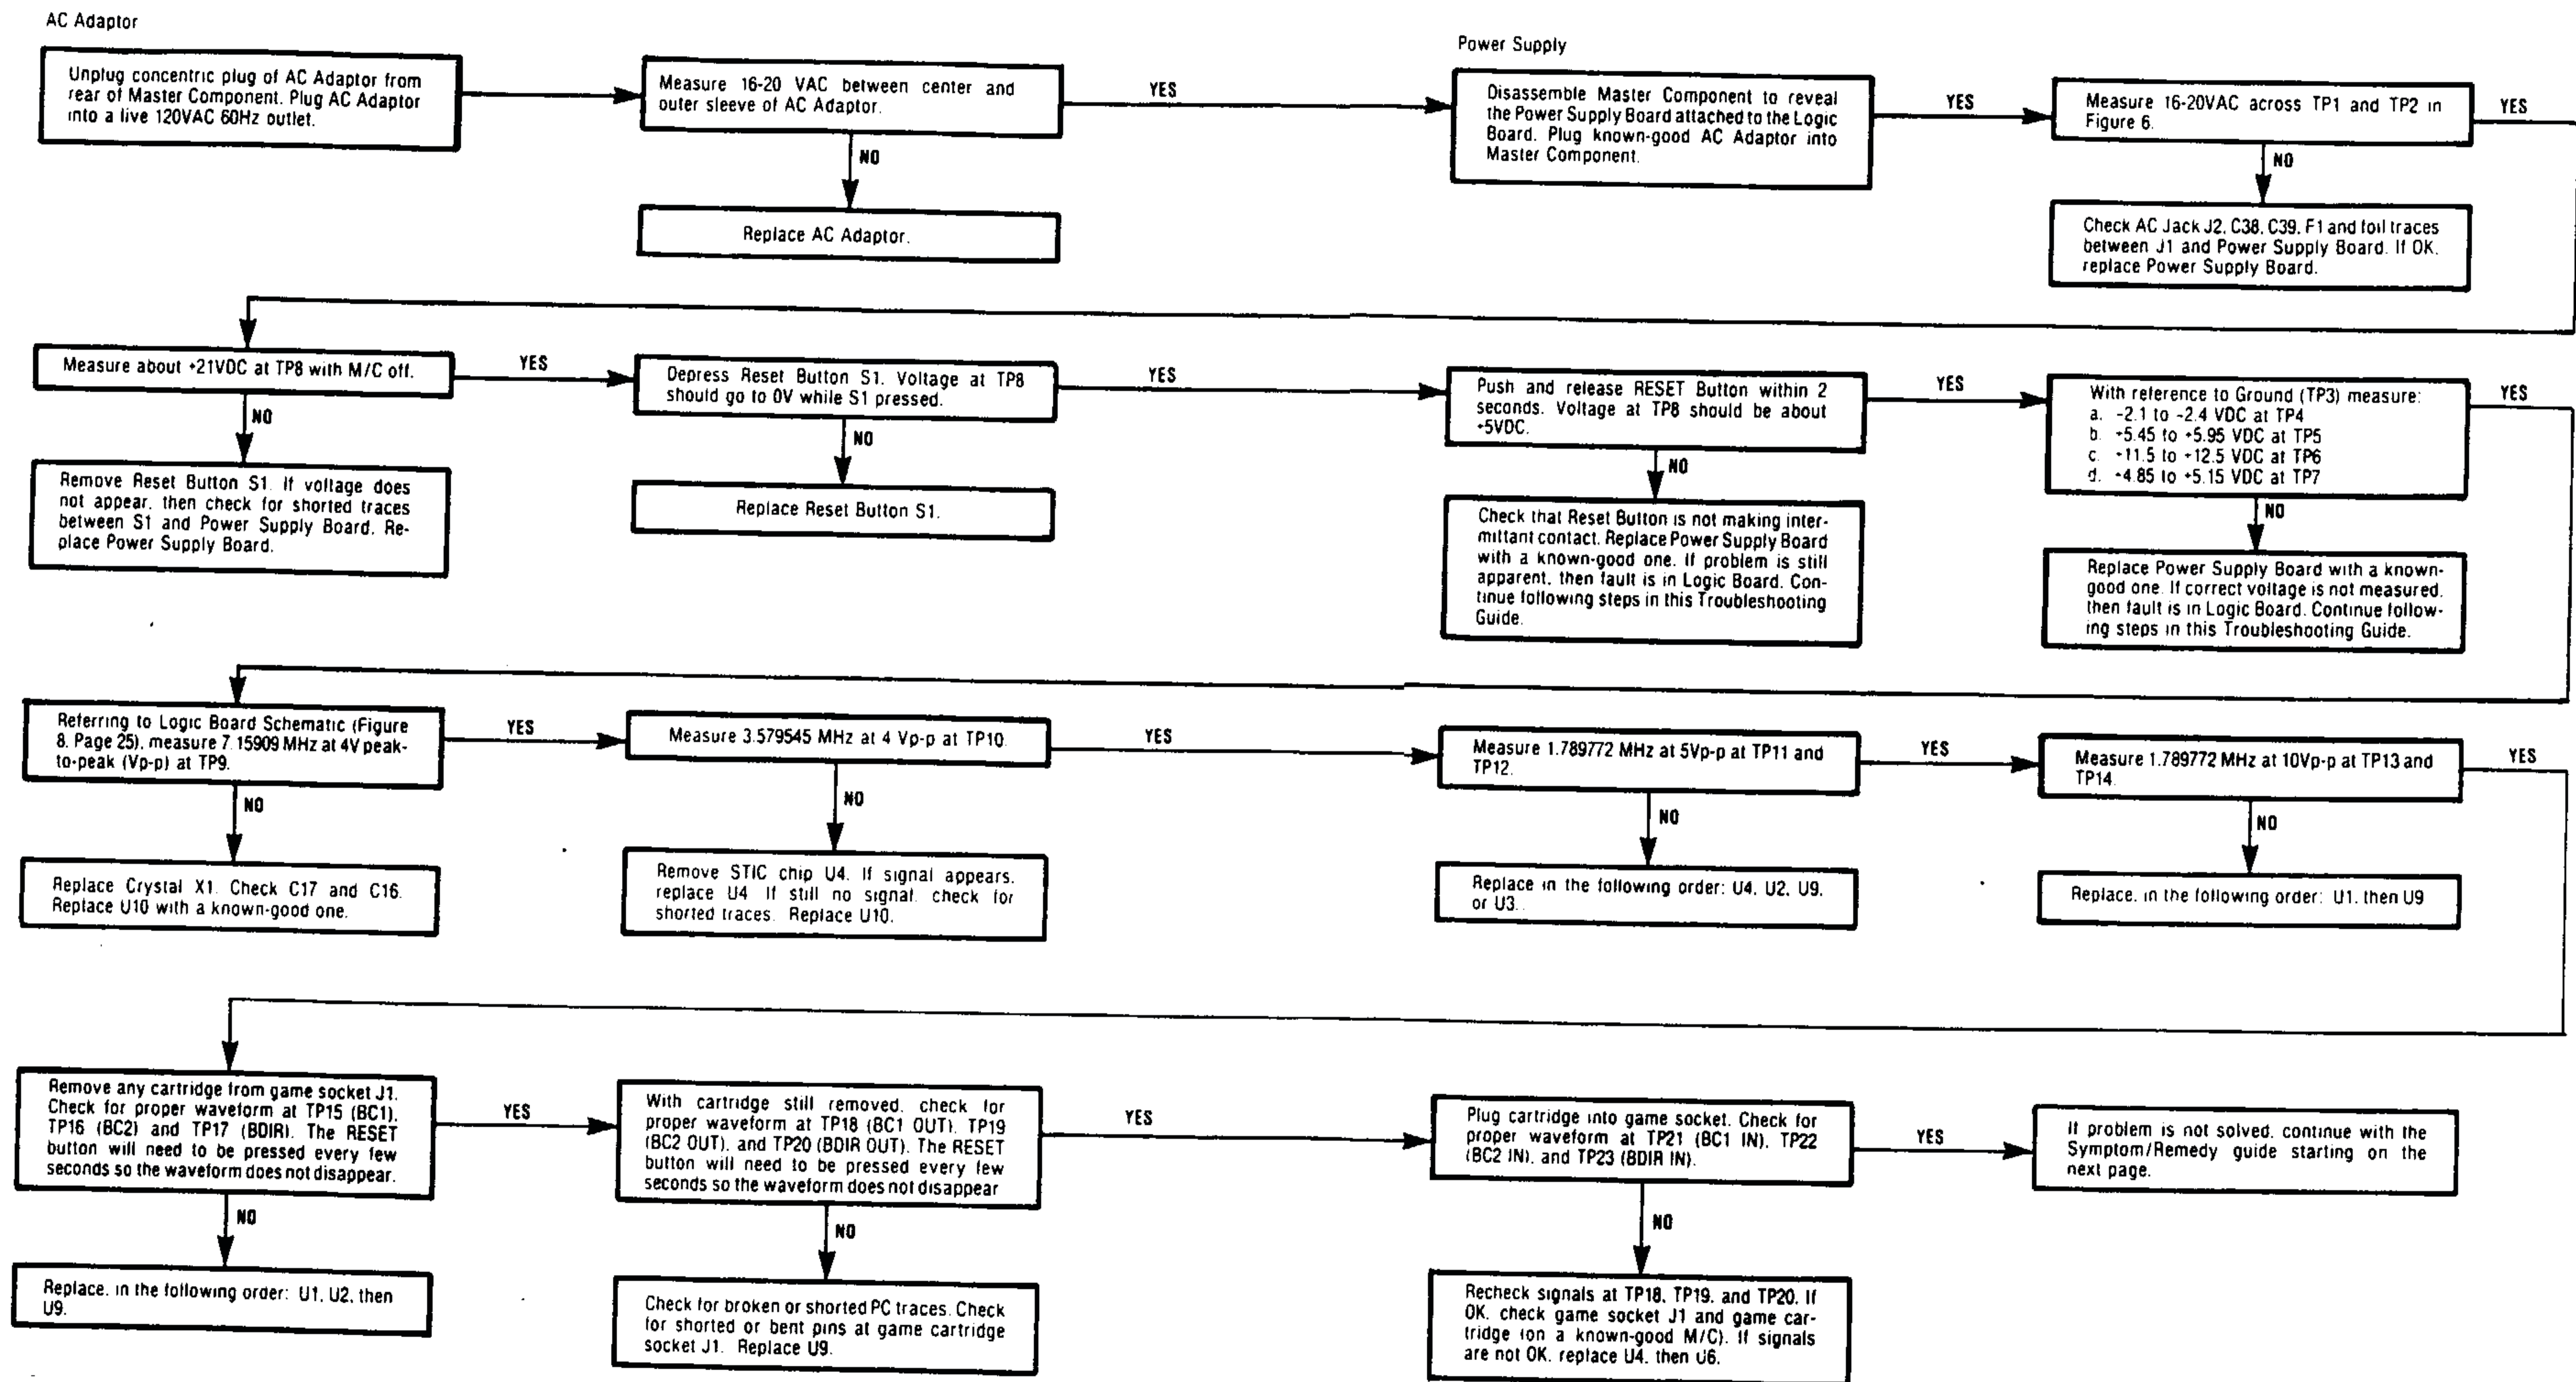 AC Adaptor
Unplug concentric plug of AC Adaptor from
rear of Master Component. Plug AC Adaptor
into a live 120VAC 60Hz outlet.
Measure 16-20 VAC between center and
outer sleeve of AC Adaptor.
YES
NO
Replace AC Adaptor.
Power Supply
Disassemble Master Component to reveal
the Power Supply Board attached to the Logic
Board. Plug known-good AC Adaptor into
Master Component.
YES
Measure 16-20VAC across TP1 and TP2 in
Figure 6.
YES
NO
Check AC Jack J2, C38, C39, F1 and foil traces
between J1 and Power Supply Board. If OK,
replace Power Supply Board.
Measure about +21VDC at TP8 with M/C off.
YES
NO
Remove Reset Button S1. If voltage does
not appear, then check for shorted traces
between S1 and Power Supply Board. Re-
place Power Supply Board.
Depress Reset Button S1. Voltage at TP8
should go to 0V while S1 pressed.
YES
NO
Replace Reset Button S1.
Push and release RESET Button within 2
seconds. Voltage at TP8 should be about
+5VDC.
YES
NO
Check that Reset Button is not making inter-
mittant contact. Replace Power Supply Board
with a known-good one. If problem is still
apparent, then fault is in Logic Board. Con-
tinue following steps in this Troubleshooting
Guide.
With reference to Ground (TP3) measure:
a. -2.1 to -2.4 VDC at TP4
b. +5.45 to +5.95 VDC at TP5
c. +11.5 to +12.5 VDC at TP6
d. +4.85 to +5.15 VDC at TP7
YES
NO
Replace Power Supply Board with a known-
good one. If correct voltage is not measured,
then fault is in Logic Board. Continue follow-
ing steps in this Troubleshooting Guide.
Referring to Logic Board Schematic (Figure
8, Page 25), measure 7.15909 MHz at 4V peak-
to-peak (Vp-p) at TP9.
YES
NO
Replace Crystal X1. Check C17 and C16.
Replace U10 with a known-good one.
Measure 3.579545 MHz at 4 Vp-p at TP10.
YES
NO
Remove STIC chip U4. If signal appears,
replace U4. If still no signal, check for
shorted traces. Replace U10.
Measure 1.789772 MHz at 5Vp-p at TP11 and
TP12.
YES
NO
Replace in the following order: U4, U2, U9,
or U3.
Measure 1.789772 MHz at 10Vp-p at TP13 and
TP14.
YES
NO
Replace, in the following order: U1, then U9
Remove any cartridge from game socket J1.
Check for proper waveform at TP15 (BC1),
TP16 (BC2) and TP17 (BDIR). The RESET
button will need to be pressed every few
seconds so the waveform does not disappear.
YES
NO
Replace, in the following order: U1, U2, then
U9.
With cartridge still removed, check for
proper waveform at TP18 (BC1 OUT), TP19
(BC2 OUT), and TP20 (BDIR OUT). The RESET
button will need to be pressed every few
seconds so the waveform does not disappear
YES
NO
Check for broken or shorted PC traces. Check
for shorted or bent pins at game cartridge
socket J1. Replace U9.
Plug cartridge into game socket. Check for
proper waveform at TP21 (BC1 IN), TP22
(BC2 IN), and TP23 (BDIR IN).
YES
NO
Recheck signals at TP18, TP19, and TP20. If
OK, check game socket J1 and game car-
tridge (on a known-good M/C). If signals
are not OK, replace U4, then U6.
If problem is not solved, continue with the
Symptom/Remedy guide starting on the
next page.